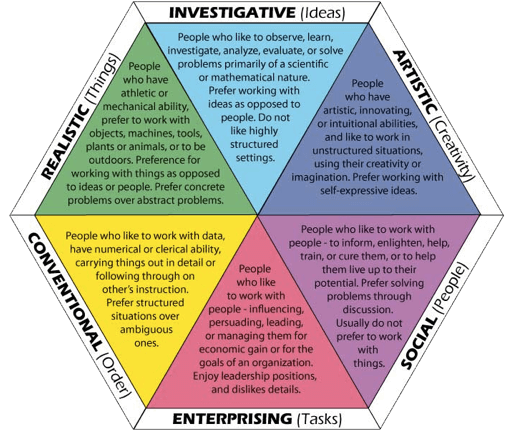 INVESTIGATIVE (Ideas)
People who like to observe, learn,
investigate, analyze, evaluate, or solve
problems primarily of a scientific
or mathematical nature.
Prefer working with
ideas as opposed to
people. Do not
like highly
structured
settings.
ARTISTIC (Creativity)
People
who have
artistic, innovating,
or intuitional abilities,
and like to work in
unstructured situations,
using their creativity or
imagination. Prefer working with
self-expressive ideas.
SOCIAL (People)
People who like to work with
people - to inform, enlighten, help,
train, or cure them, or to help
them live up to their
potential. Prefer solving
problems through
discussion.
Usually do not
prefer to work
with
things.
ENTERPRISING (Tasks)
People
who like
to work with
people - influencing,
persuading, leading,
or managing them for
economic gain or for the
goals of an organization.
Enjoy leadership positions,
and dislikes details.
CONVENTIONAL (Order)
People who like to work with data,
have numerical or clerical ability,
carrying things out in detail or
following through on
other's instruction.
Prefer structured
situations over
ambiguous
ones.
REALISTIC (Things)
People
who have
athletic or
mechanical ability,
prefer to work with
objects, machines, tools,
plants or animals, or to be
outdoors. Preference for
working with things as opposed
to ideas or people. Prefer concrete
problems over abstract problems.